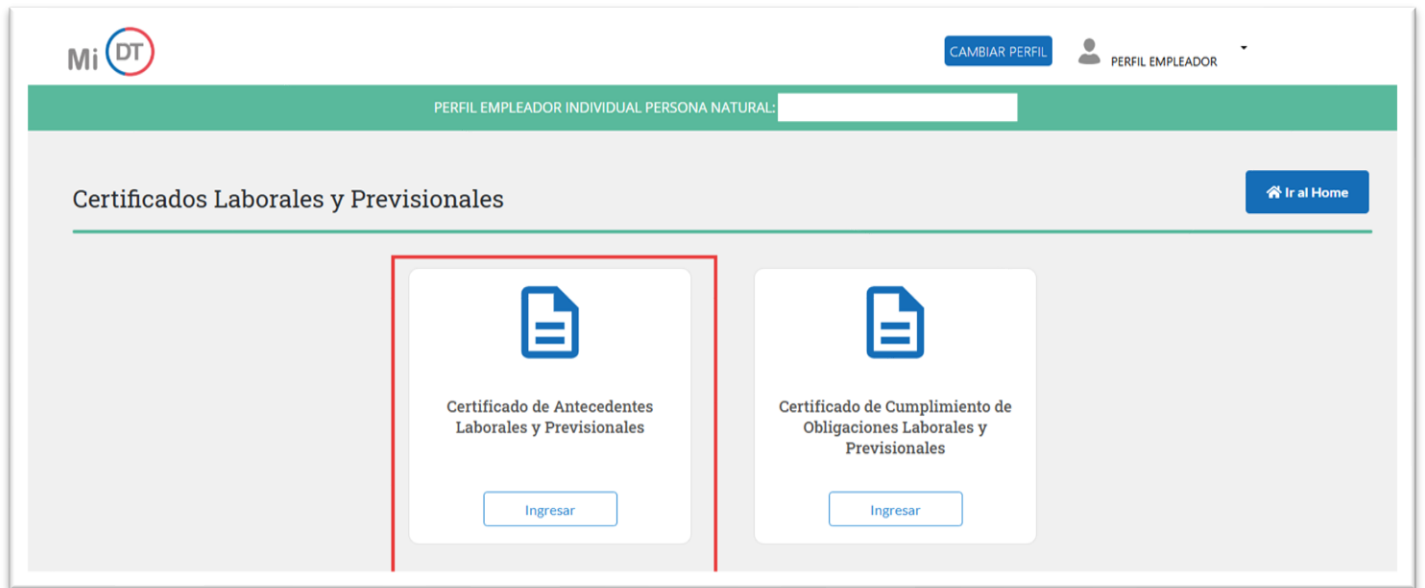 Mi DT
CAMBIAR PERFIL
PERFIL EMPLEADOR
PERFIL EMPLEADOR INDIVIDUAL PERSONA NATURAL:
Certificados Laborales y Previsionales
Ir al Home
Certificado de Antecedentes
Laborales y Previsionales
Ingresar
Certificado de Cumplimiento de
Obligaciones Laborales y
Previsionales
Ingresar